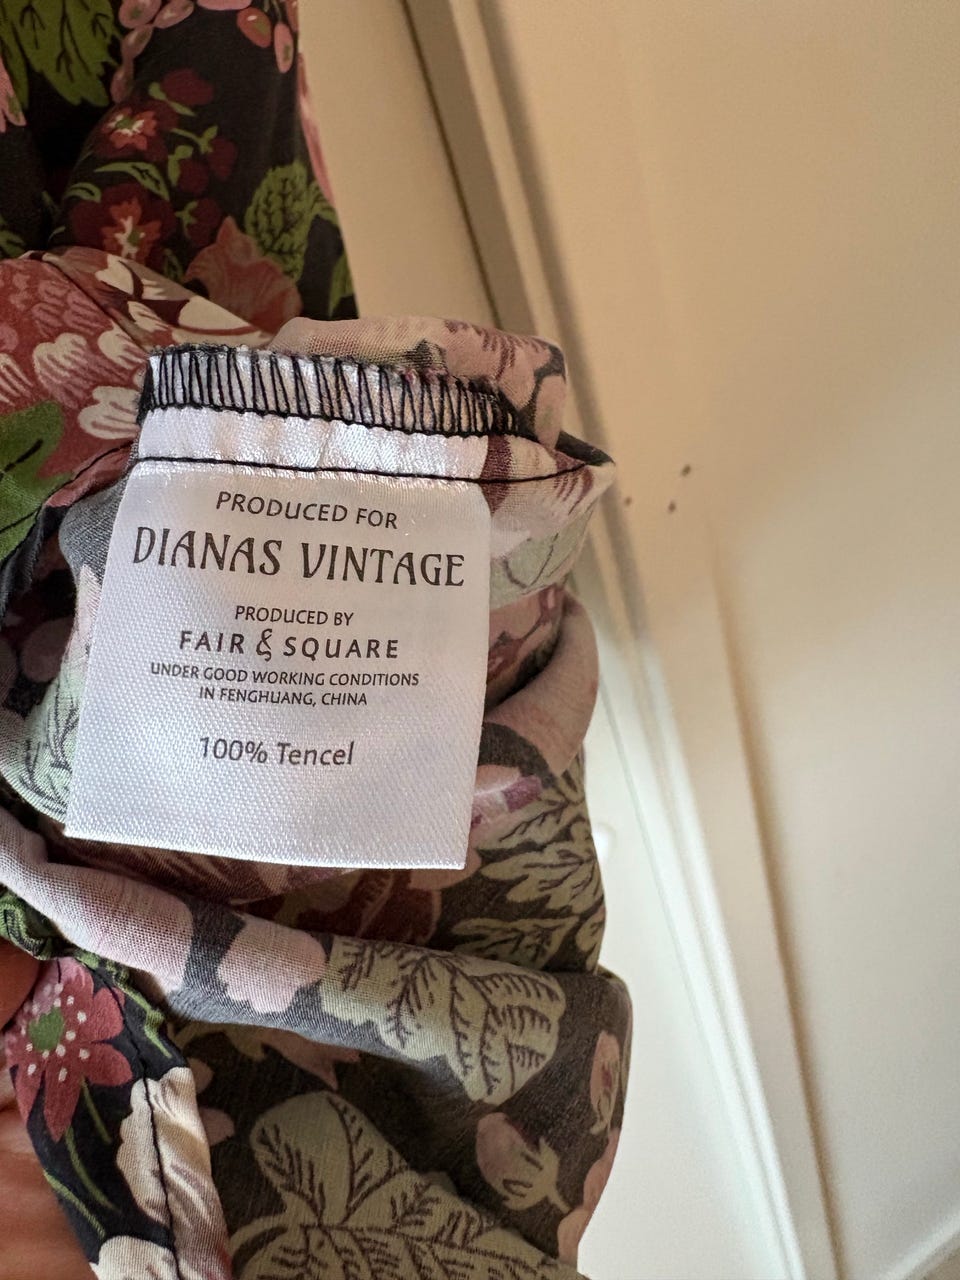 PRODUCED FOR
DIANAS VINTAGE
PRODUCED BY
FAIR & SQUARE
UNDER GOOD WORKING CONDITIONS
IN FENGHUANG, CHINA
100% Tencel